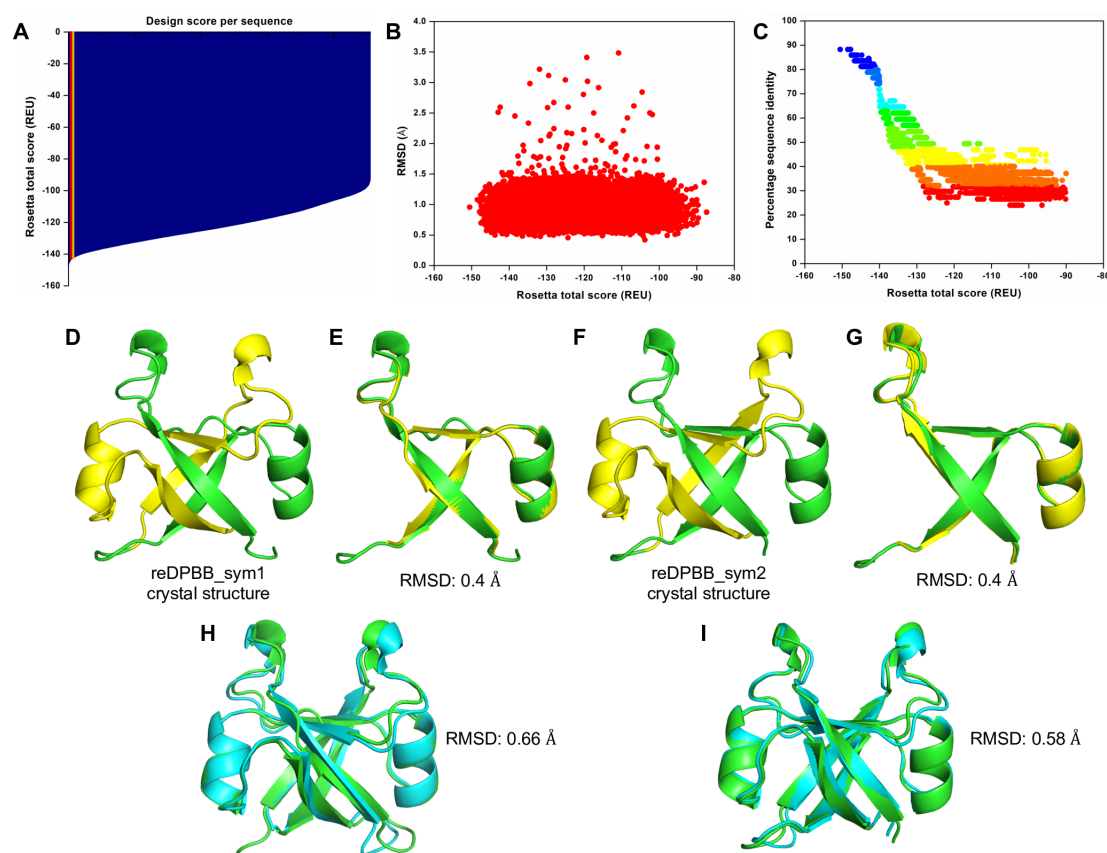 A
Design score per sequence
Rosetta total score (REU)
0
-20
-40
-60
-80
-100
-120
-140
-160
B
RMSD (Å)
4.0
3.5
3.0
2.5
2.0
1.5
1.0
0.5
0.0
-160 -150 -140 -130 -120 -110 -100 -90 -80
Rosetta total score (REU)
C
Percentage sequence identity
100
90
80
70
60
50
40
30
20
10
0
-160 -150 -140 -130 -120 -110 -100 -90 -80
Rosetta total score (REU)
D
reDPBB_sym1
crystal structure
E
RMSD: 0.4 Å
F
reDPBB_sym2
crystal structure
G
RMSD: 0.4 Å
H
RMSD: 0.66 Å
I
RMSD: 0.58 Å